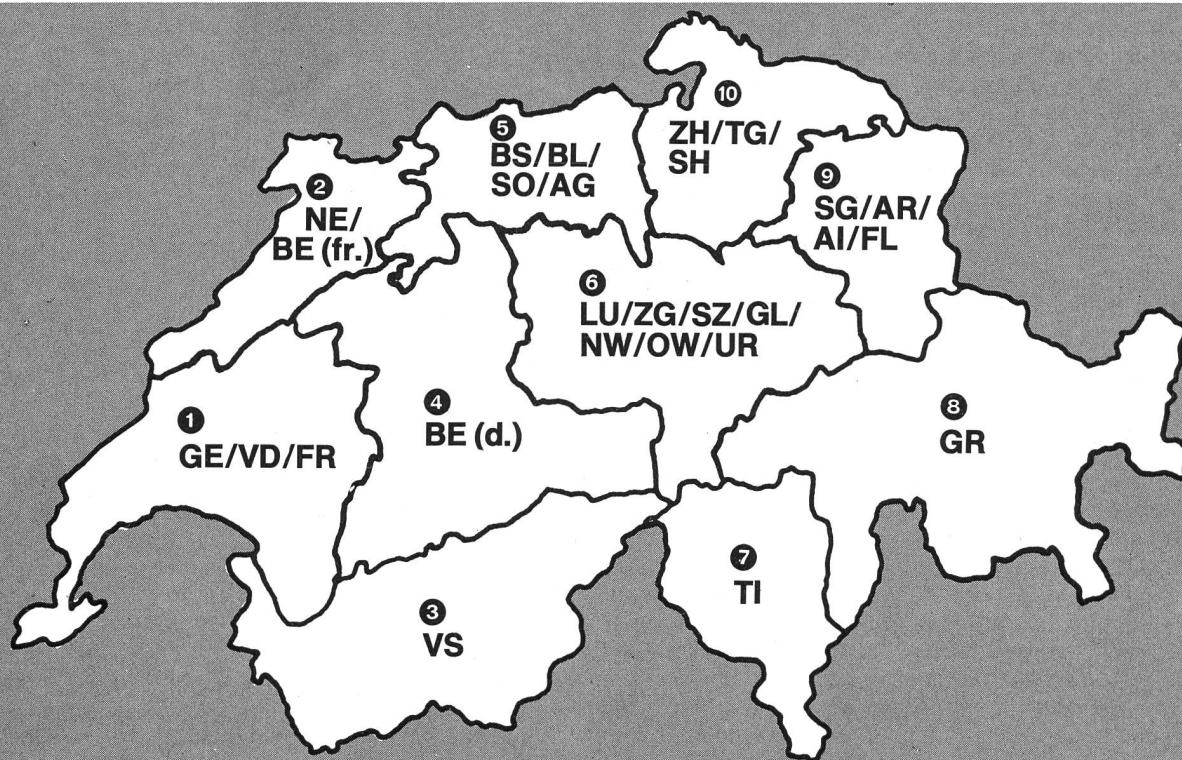 1
GE/VD/FR
2
NE/
BE (fr.)
3
VS
4
BE (d.)
5
BS/BL/
SO/AG
6
LU/ZG/SZ/GL/
NW/OW/UR
7
TI
8
GR
9
SG/AR/
AI/FL
10
ZH/TG/
SH